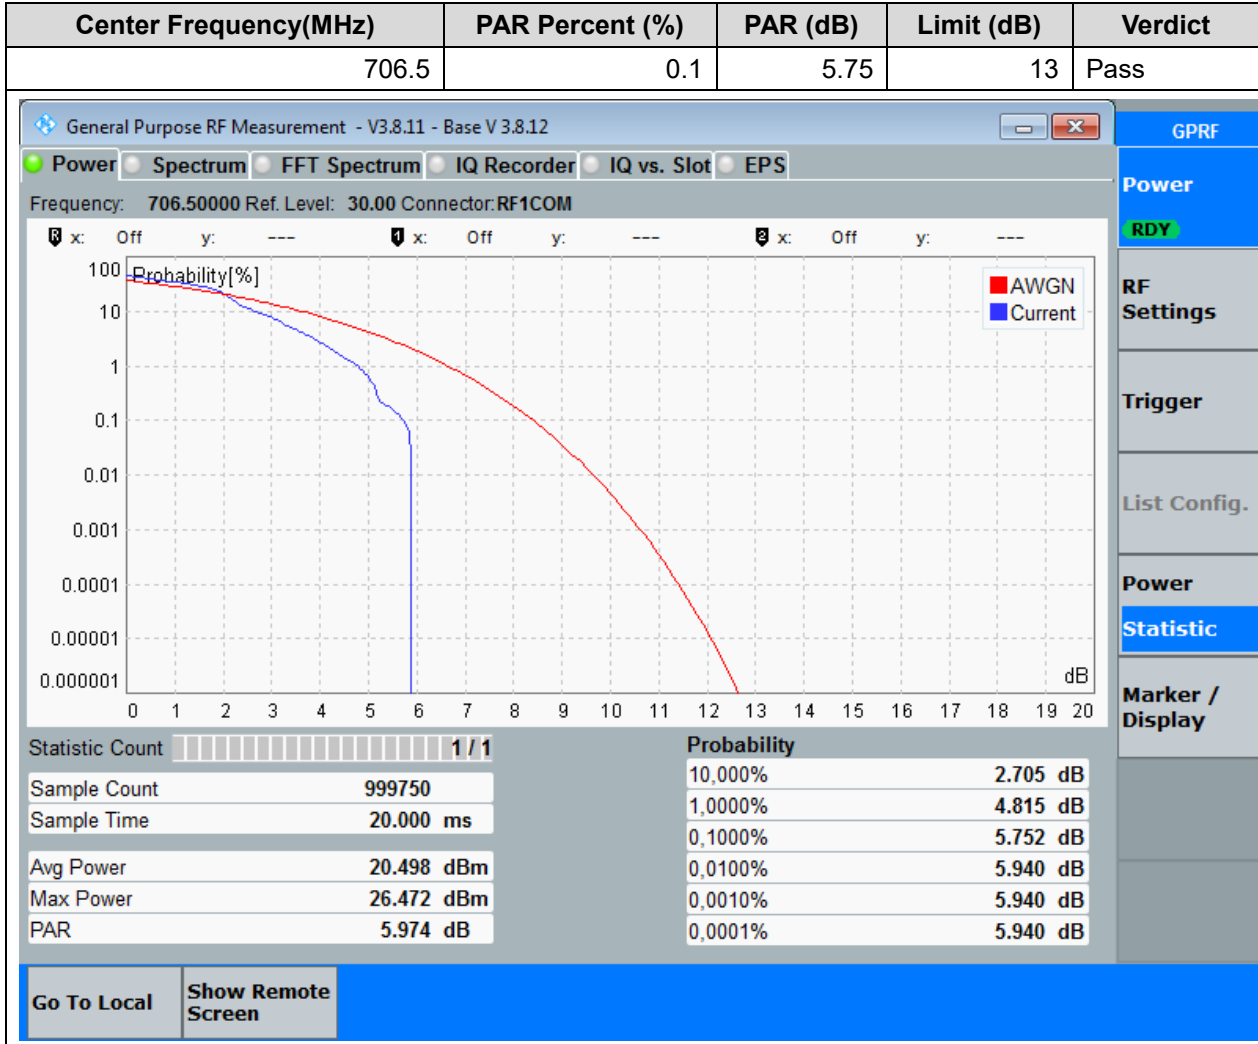 Center Frequency(MHz) PAR Percent (%) PAR (dB) Limit (dB) Verdict
706.5 0.1 5.75 13 Pass
General Purpose RF Measurement - V3.8.11 - Base V 3.8.12
GPRF
Power Spectrum FFT Spectrum IQ Recorder IQ vs. Slot EPS
Power
RDY
Frequency: 706.50000 Ref. Level: 30.00 Connector: RF1COM
R x: Off y: --- 1 x: Off y: --- 2 x: Off y: ---
Probability[%]
100
10
1
0.1
0.01
0.001
0.0001
0.00001
0.000001
AWGN
Current
dB
0 1 2 3 4 5 6 7 8 9 10 11 12 13 14 15 16 17 18 19 20
RF
Settings
Trigger
List Config.
Power
Statistic
Marker /
Display
Statistic Count 1 / 1
Sample Count 999750
Sample Time 20.000 ms
Avg Power 20.498 dBm
Max Power 26.472 dBm
PAR 5.974 dB
Probability
10,000% 2.705 dB
1,0000% 4.815 dB
0,1000% 5.752 dB
0,0100% 5.940 dB
0,0010% 5.940 dB
0,0001% 5.940 dB
Go To Local
Show Remote
Screen